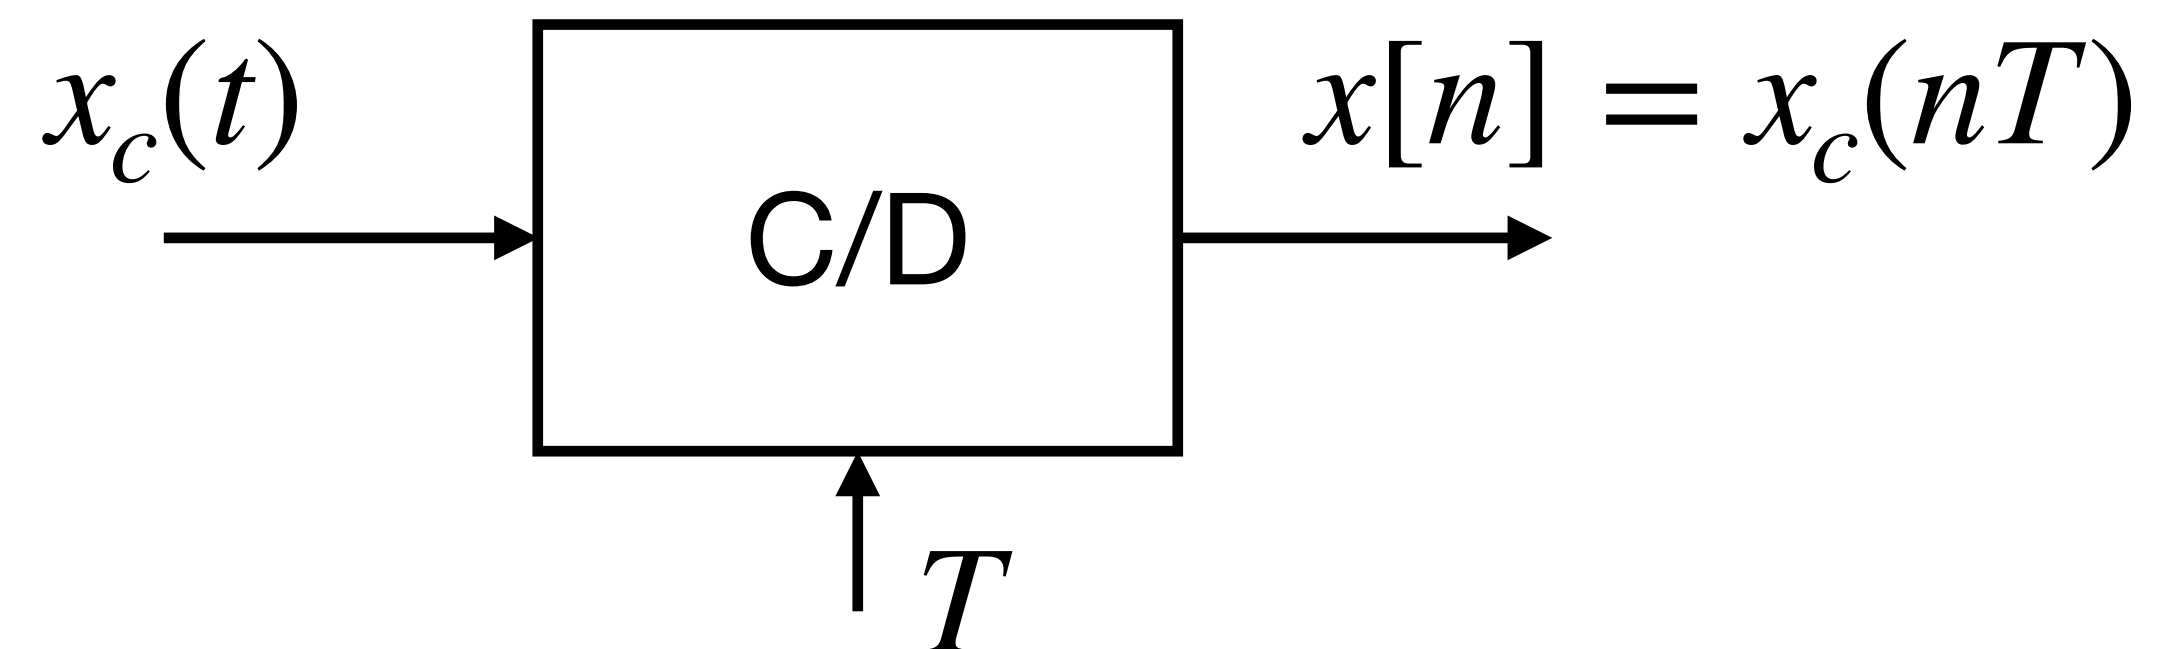 x_c(t)
x[n] = x_c(nT)
C/D
T